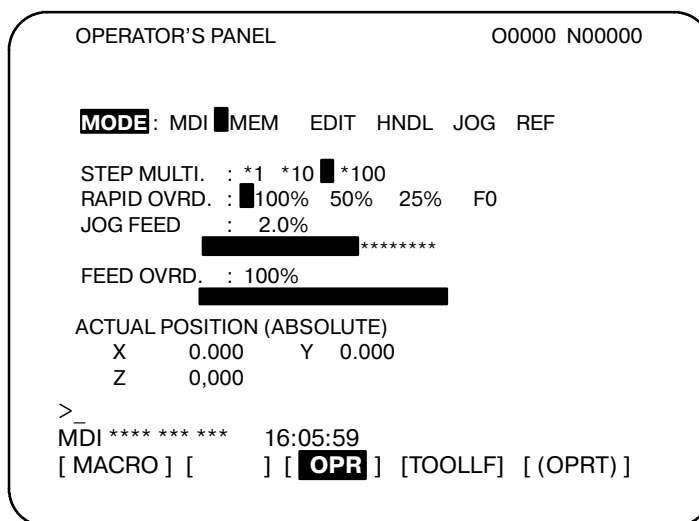 OPERATOR’S PANEL O0000 N00000
MODE : MDI MEM EDIT HNDL JOG REF
STEP MULTI. : *1 *10 *100
RAPID OVRD. : 100% 50% 25% F0
JOG FEED : 2.0%
********
FEED OVRD. : 100%
ACTUAL POSITION (ABSOLUTE)
X 0.000 Y 0.000
Z 0,000
>_
MDI **** *** *** 16:05:59
[ MACRO ] [ ] [ OPR ] [TOOLLF] [ (OPRT) ]